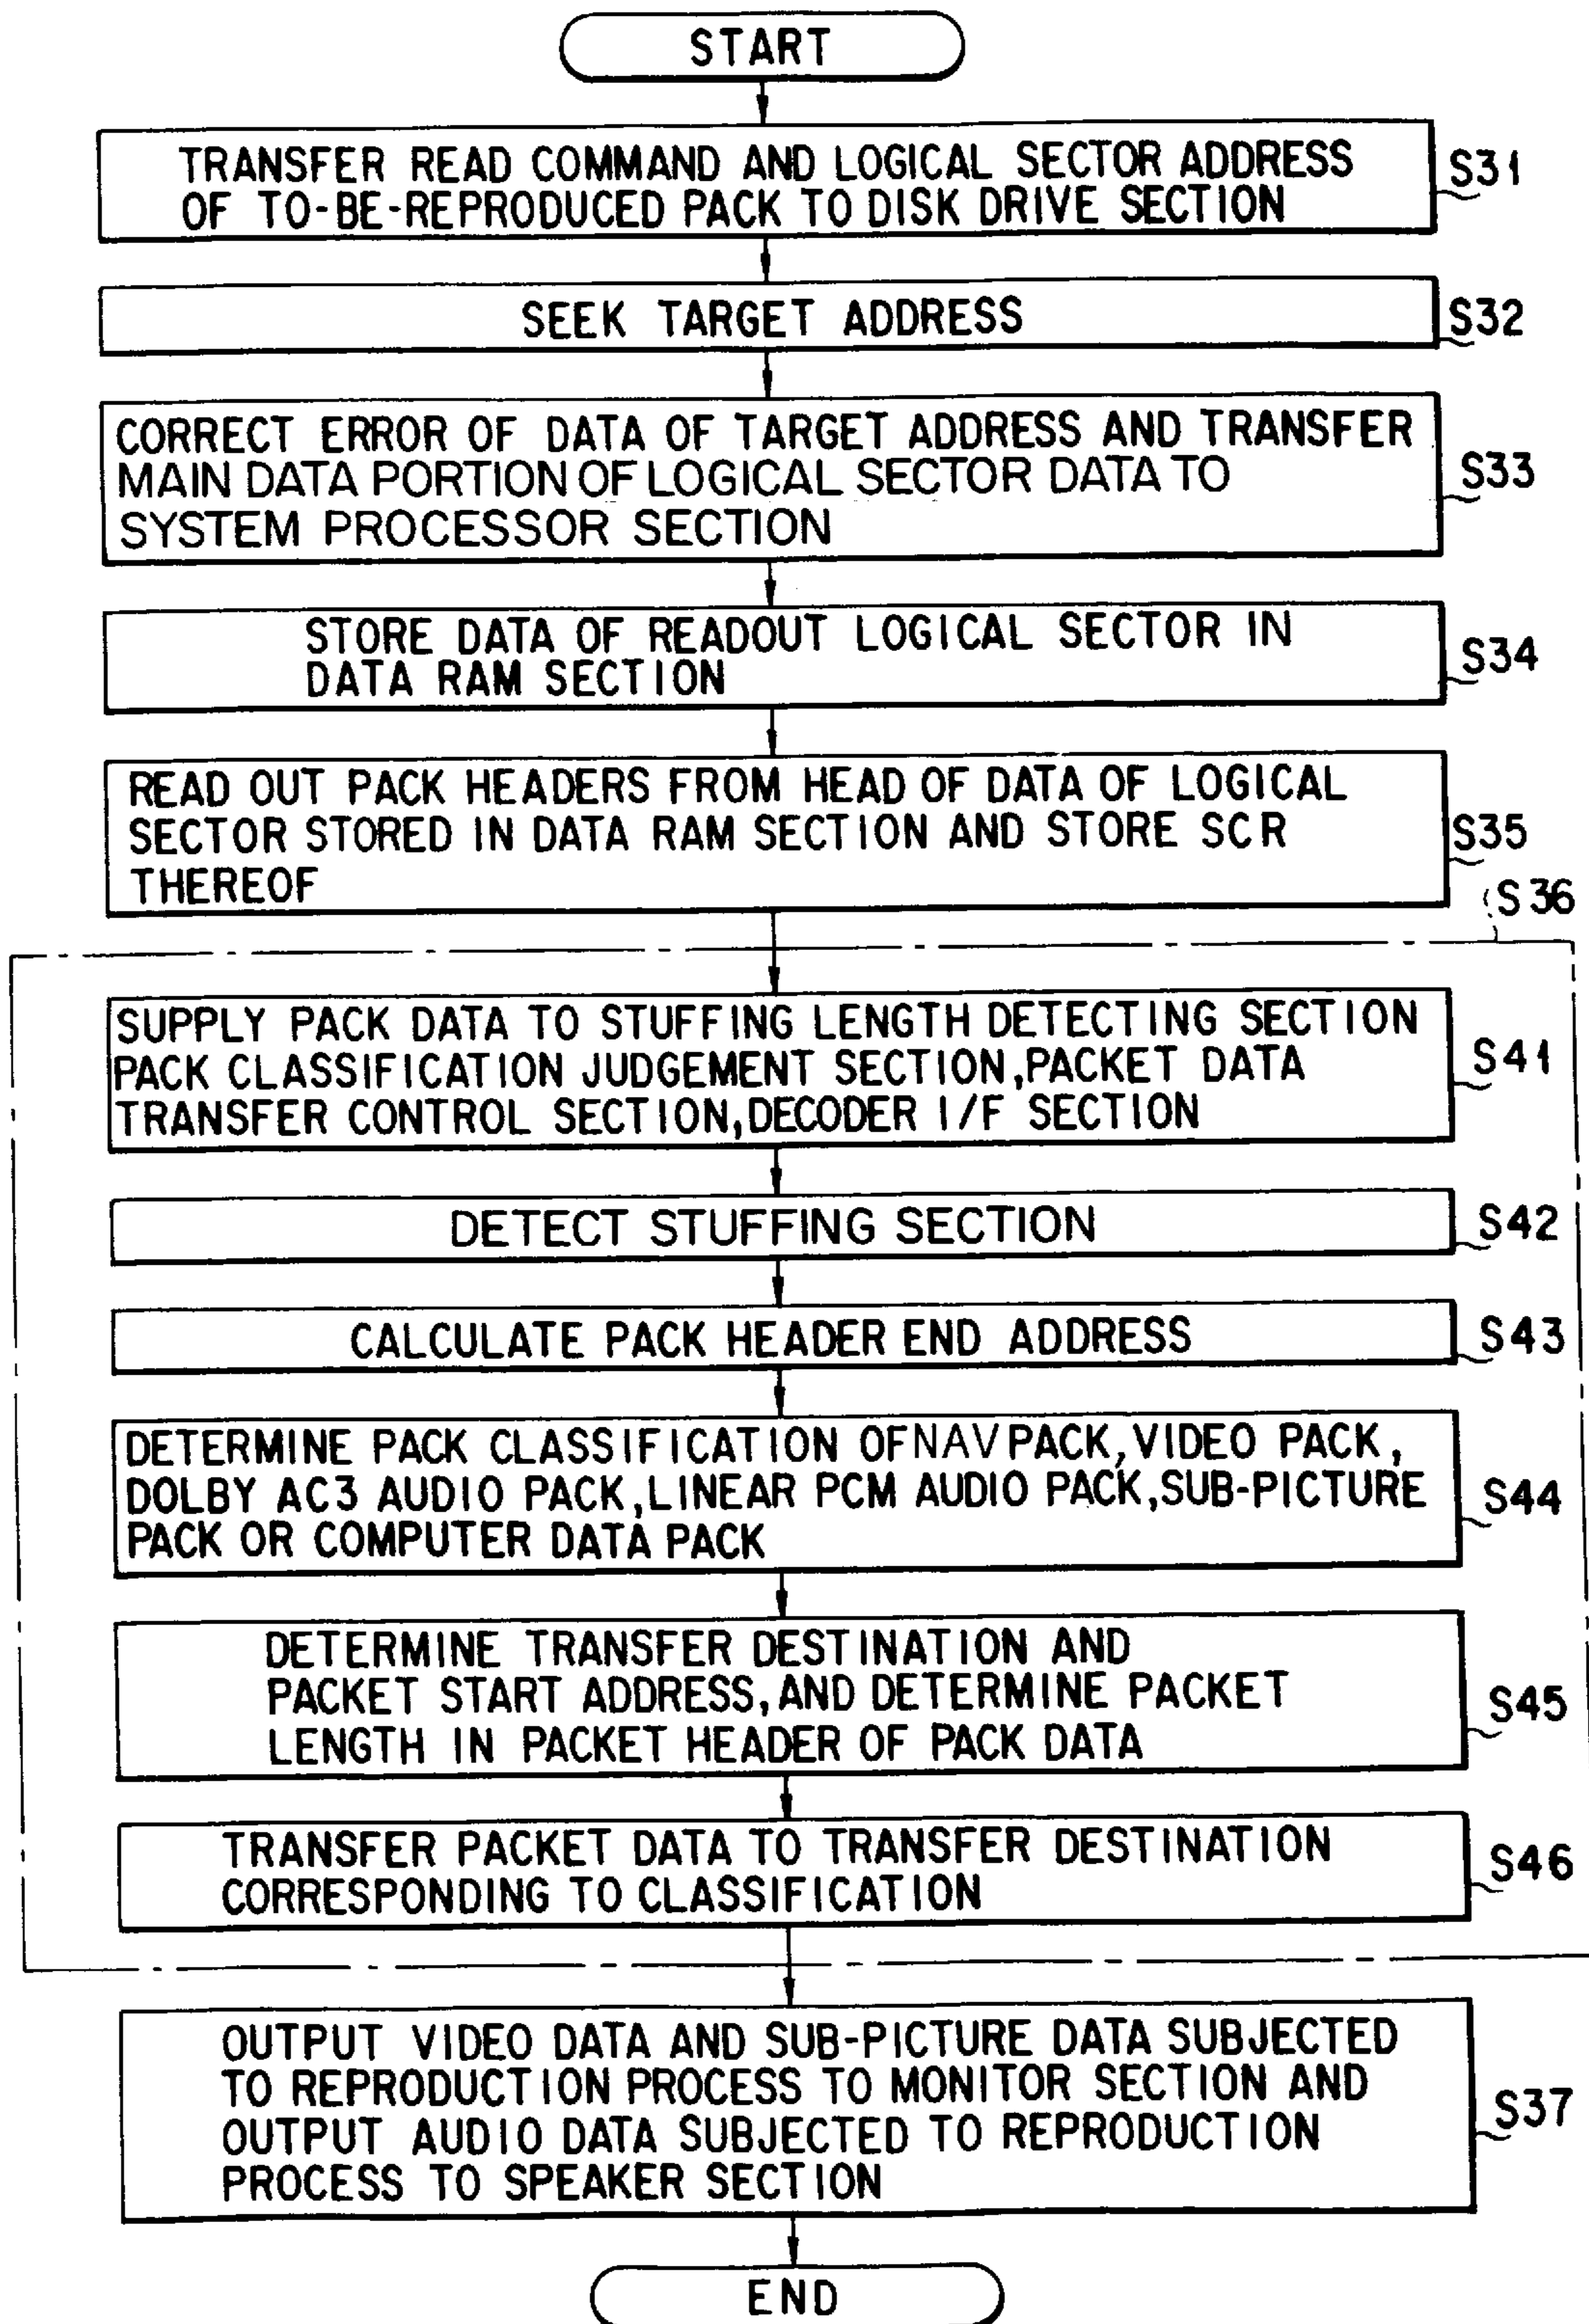 START
TRANSFER READ COMMAND AND LOGICAL SECTOR ADDRESS
OF TO-BE-REPRODUCED PACK TO DISK DRIVE SECTION
S31
SEEK TARGET ADDRESS
S32
CORRECT ERROR OF DATA OF TARGET ADDRESS AND TRANSFER
MAIN DATA PORTION OF LOGICAL SECTOR DATA TO
SYSTEM PROCESSOR SECTION
S33
STORE DATA OF READOUT LOGICAL SECTOR IN
DATA RAM SECTION
S34
READ OUT PACK HEADERS FROM HEAD OF DATA OF LOGICAL
SECTOR STORED IN DATA RAM SECTION AND STORE SCR
THEREOF
S35
S36
SUPPLY PACK DATA TO STUFFING LENGTH DETECTING SECTION
PACK CLASSIFICATION JUDGEMENT SECTION, PACKET DATA
TRANSFER CONTROL SECTION, DECODER I/F SECTION
S41
DETECT STUFFING SECTION
S42
CALCULATE PACK HEADER END ADDRESS
S43
DETERMINE PACK CLASSIFICATION OF NAV PACK, VIDEO PACK,
DOLBY AC3 AUDIO PACK, LINEAR PCM AUDIO PACK, SUB-PICTURE
PACK OR COMPUTER DATA PACK
S44
DETERMINE TRANSFER DESTINATION AND
PACKET START ADDRESS, AND DETERMINE PACKET
LENGTH IN PACKET HEADER OF PACK DATA
S45
TRANSFER PACKET DATA TO TRANSFER DESTINATION
CORRESPONDING TO CLASSIFICATION
S46
OUTPUT VIDEO DATA AND SUB-PICTURE DATA SUBJECTED
TO REPRODUCTION PROCESS TO MONITOR SECTION AND
OUTPUT AUDIO DATA SUBJECTED TO REPRODUCTION
PROCESS TO SPEAKER SECTION
S37
END